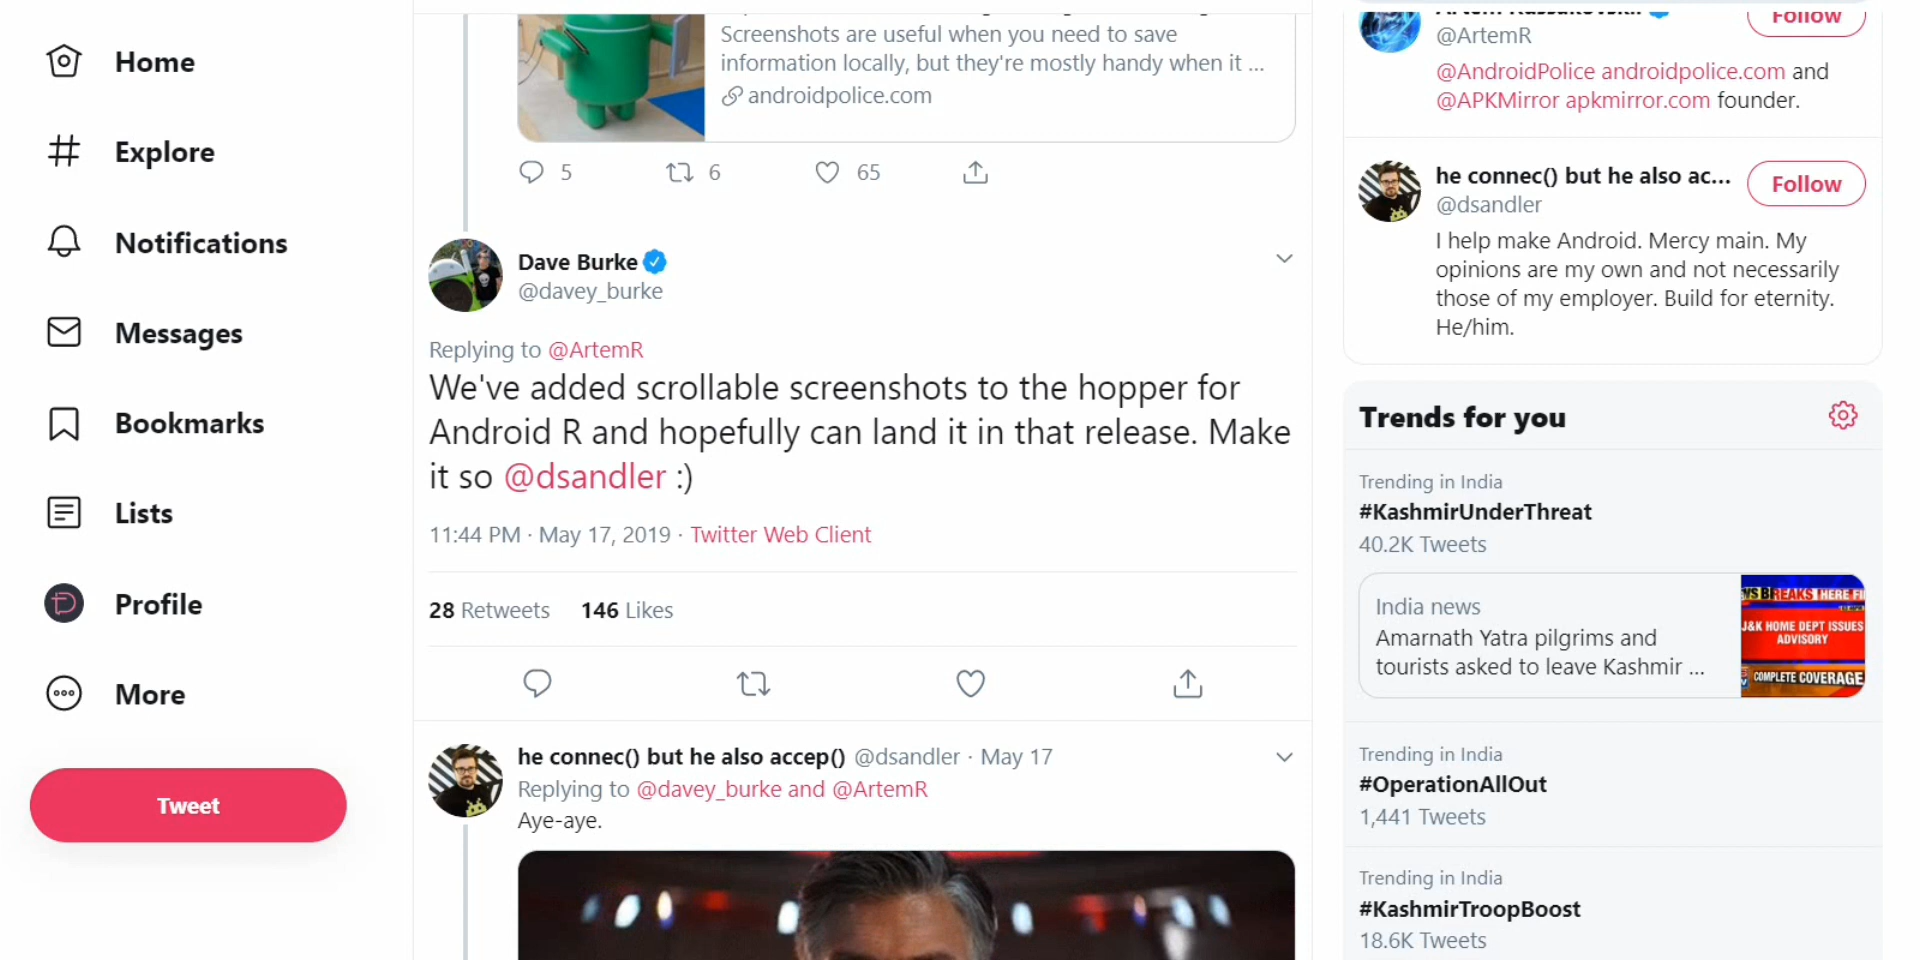 Home
Explore
Notifications
Messages
Bookmarks
Lists
Profile
More
Tweet
Screenshots are useful when you need to save
information locally, but they're mostly handy when it ...
androidpolice.com
5 6 65
Dave Burke
@davey_burke
Replying to @ArtemR
We've added scrollable screenshots to the hopper for
Android R and hopefully can land it in that release. Make
it so @dsandler :)
11:44 PM · May 17, 2019 · Twitter Web Client
28 Retweets 146 Likes
he connec() but he also accep() @dsandler · May 17
Replying to @davey_burke and @ArtemR
Aye-aye.
Follow
@ArtemR
@AndroidPolice androidpolice.com and
@APKMirror apkmirror.com founder.
he connec() but he also ac...
Follow
@dsandler
I help make Android. Mercy main. My
opinions are my own and not necessarily
those of my employer. Build for eternity.
He/him.
Trends for you
Trending in India
#KashmirUnderThreat
40.2K Tweets
India news
Amarnath Yatra pilgrims and
tourists asked to leave Kashmir ...
J&K HOME DEPT ISSUES
ADVISORY
COMPLETE COVERAGE
Trending in India
#OperationAllOut
1,441 Tweets
Trending in India
#KashmirTroopBoost
18.6K Tweets